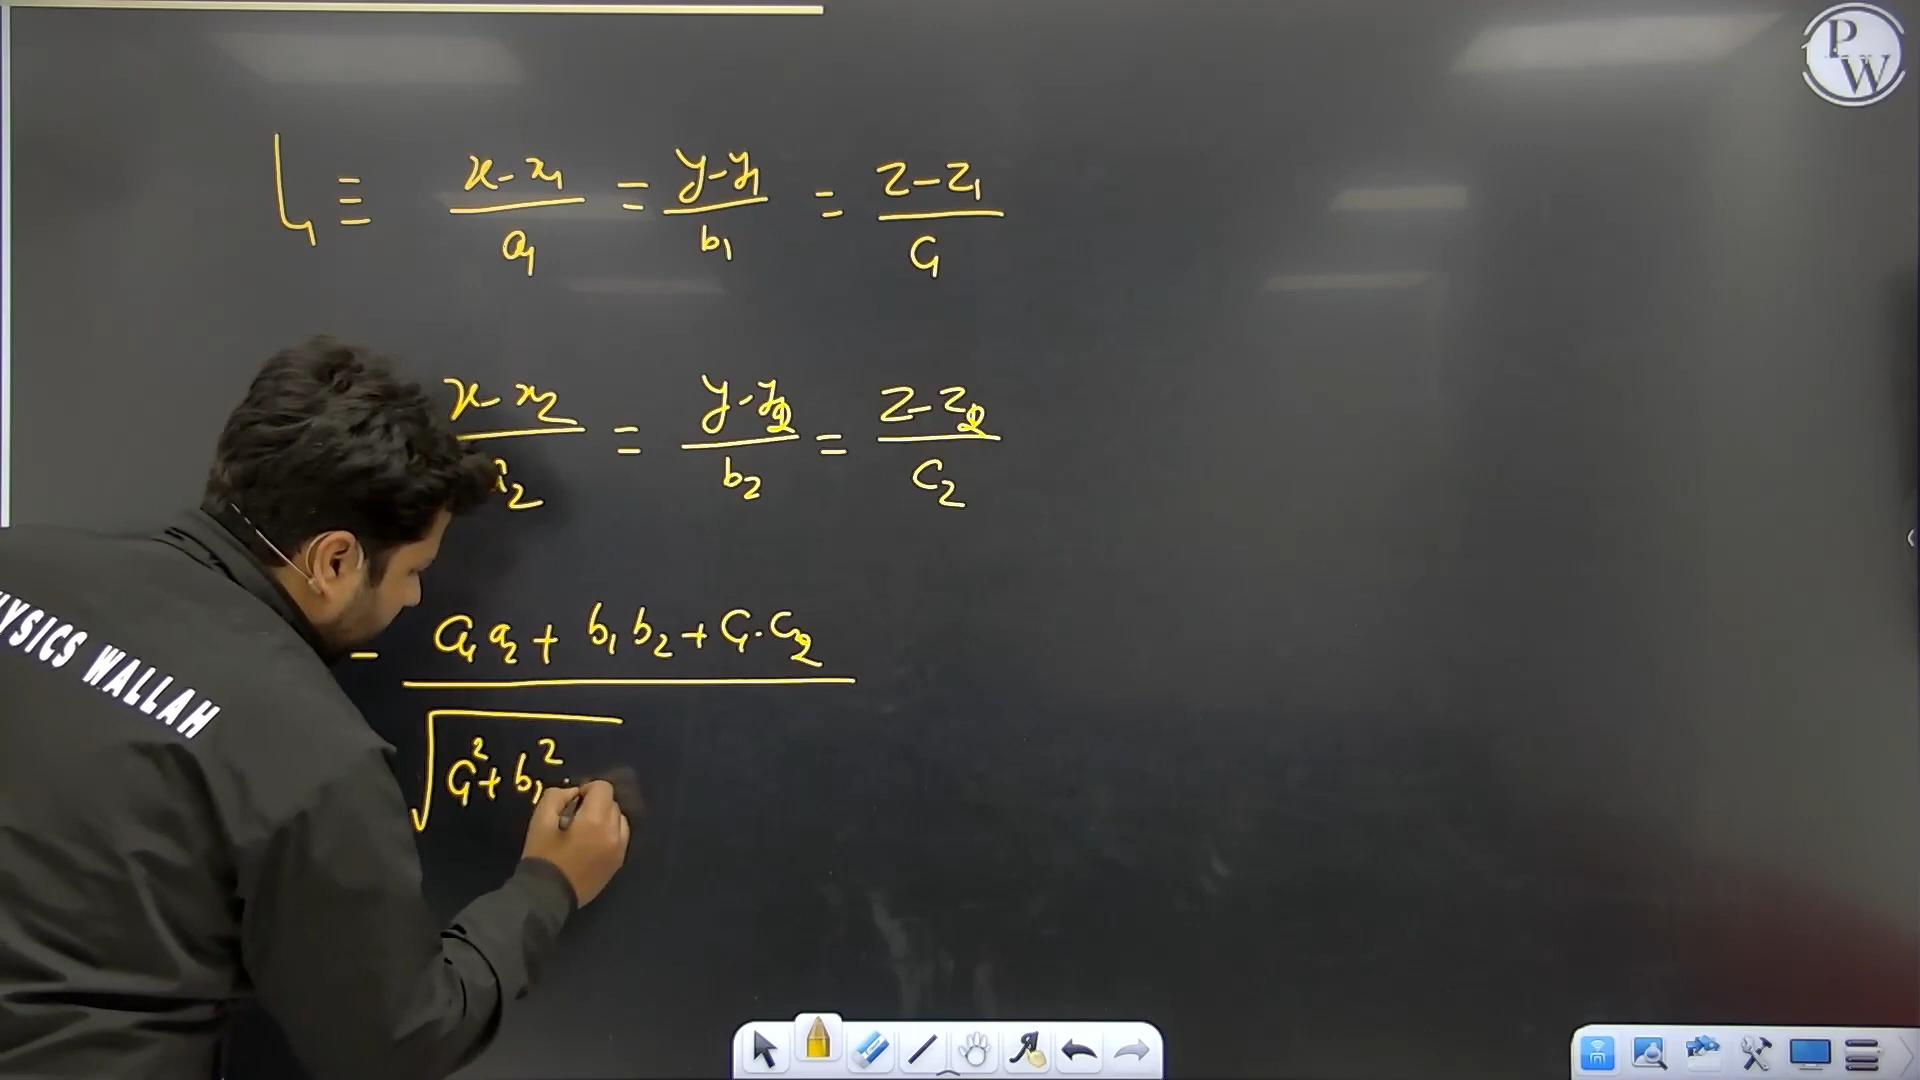 PW
L₁ ≡ x-x₁/a₁ = y-y₁/b₁ = z-z₁/c₁
x-x₂/a₂ = y-y₂/b₂ = z-z₂/c₂
= a₁a₂ + b₁b₂ + c₁·c₂
√a₁² + b₁²
PHYSICS WALLAH